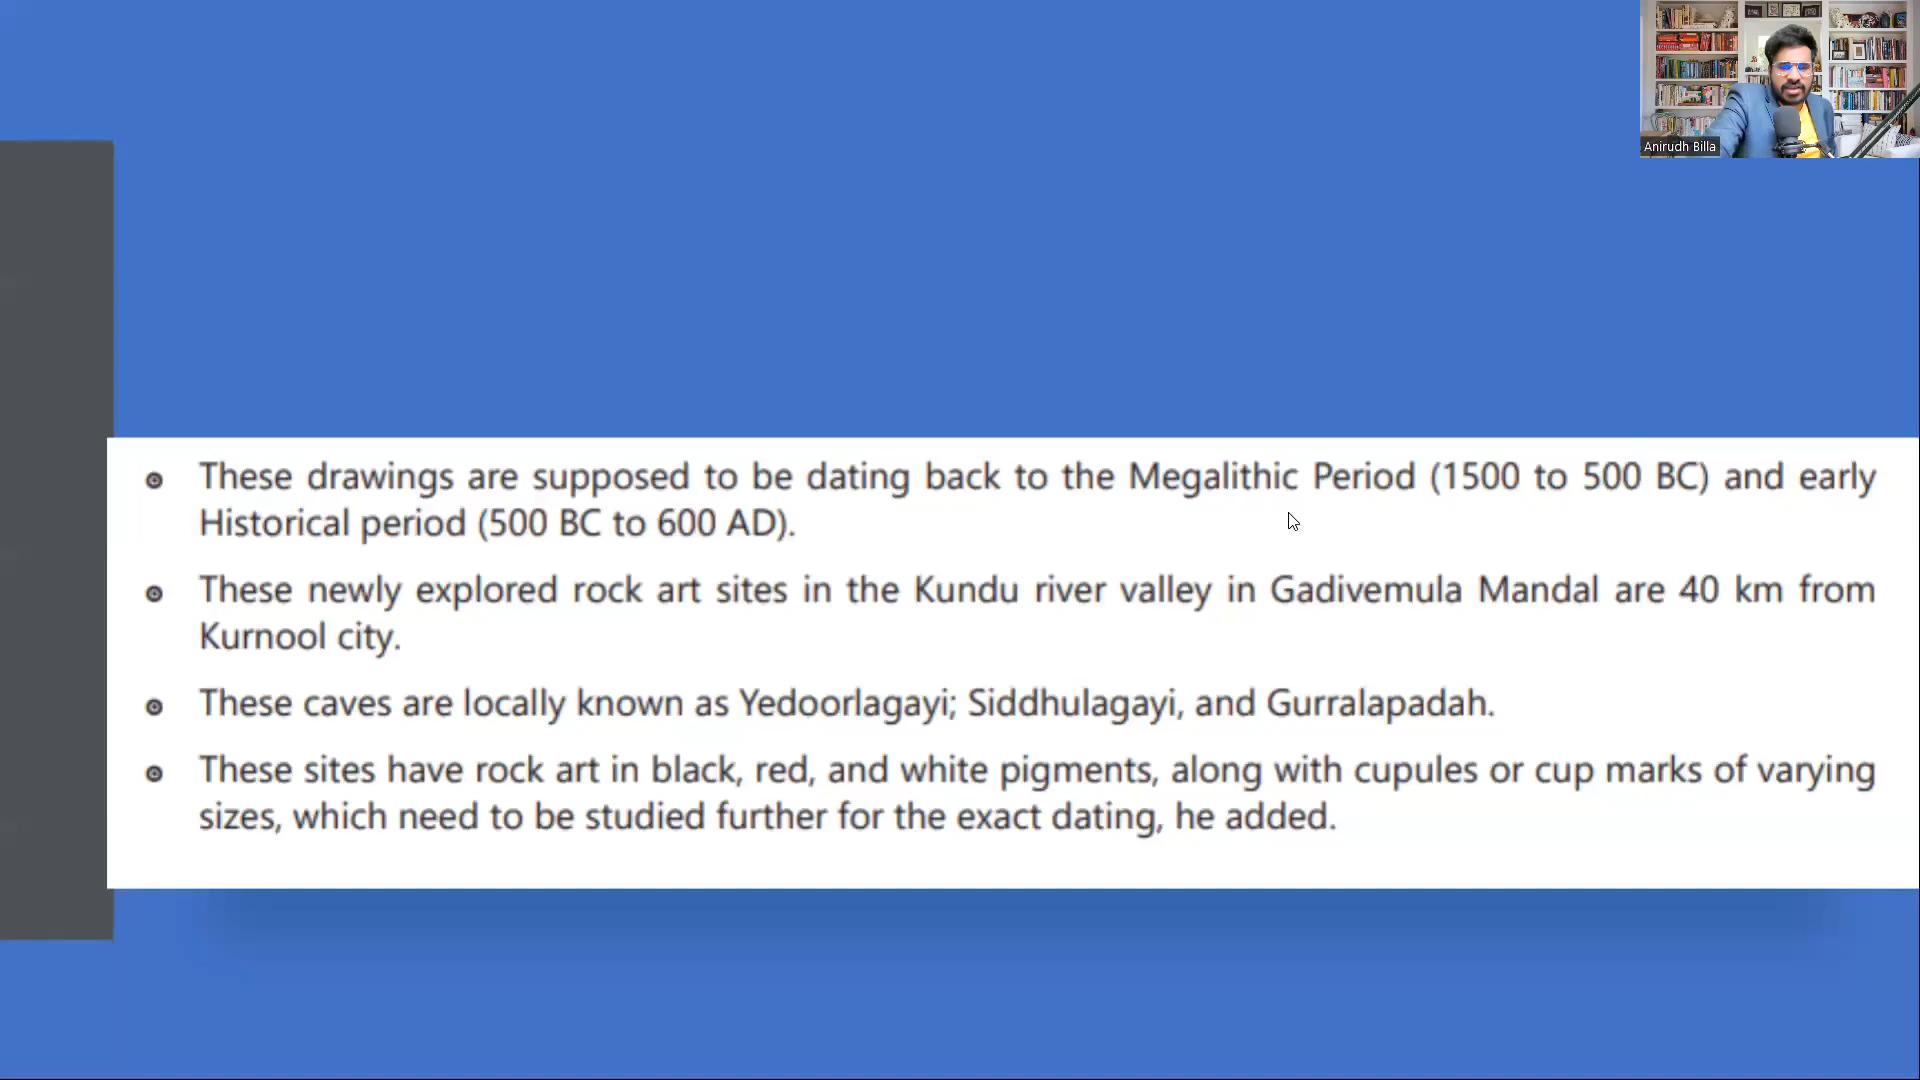 Anirudh Billa
These drawings are supposed to be dating back to the Megalithic Period (1500 to 500 BC) and early
Historical period (500 BC to 600 AD).
These newly explored rock art sites in the Kundu river valley in Gadivemula Mandal are 40 km from
Kurnool city.
These caves are locally known as Yedoorlagayi; Siddhulagayi, and Gurralapadah.
These sites have rock art in black, red, and white pigments, along with cupules or cup marks of varying
sizes, which need to be studied further for the exact dating, he added.